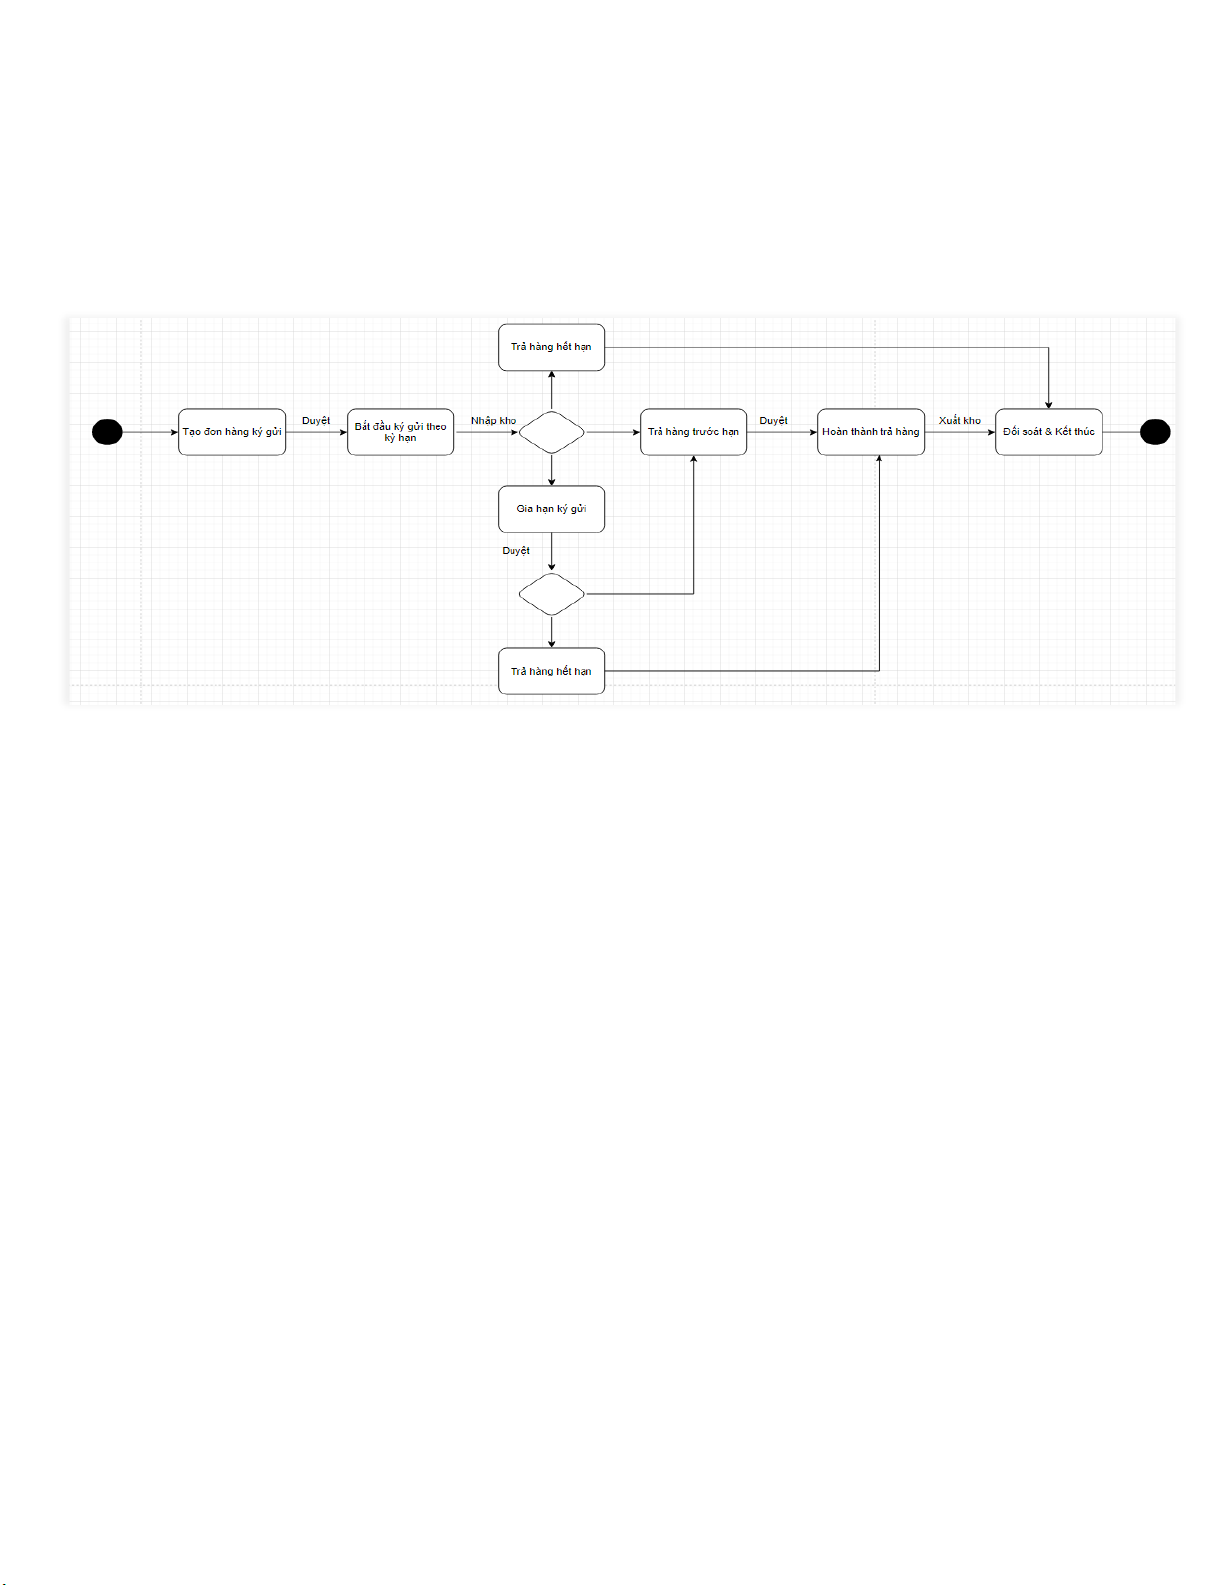 Trả hàng hết hạn
Tạo đơn hàng ký gửi
Duyệt
Bắt đầu ký gửi theo
kỳ hạn
Nhập kho
Trả hàng trước hạn
Duyệt
Hoàn thành trả hàng
Xuất kho
Đối soát & Kết thúc
Gia hạn ký gửi
Duyệt
Trả hàng hết hạn